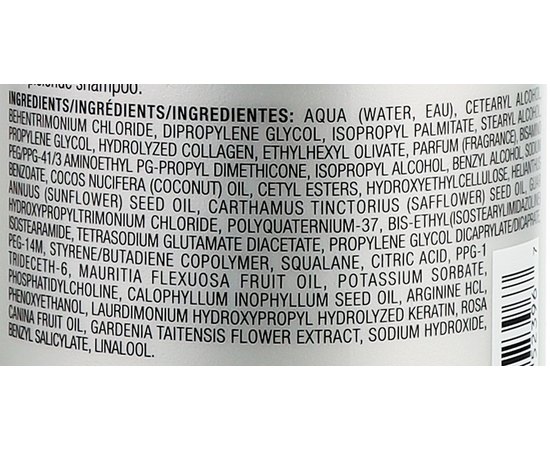 shampoo.
INGREDIENTS/INGRÉDIENTS/INGREDIENTES: AQUA (WATER, EAU), CETEARYL ALCOHOL,
BEHENTRIMONIUM CHLORIDE, DIPROPYLENE GLYCOL, ISOPROPYL PALMITATE, STEARYL ALCOHOL,
PROPYLENE GLYCOL, HYDROLYZED COLLAGEN, ETHYLHEXYL OLIVATE, PARFUM (FRAGRANCE), BISAMINO
PEG/PPG-41/3 AMINOETHYL PG-PROPYL DIMETHICONE, ISOPROPYL ALCOHOL, BENZYL ALCOHOL,
BENZOATE, COCOS NUCIFERA (COCONUT) OIL, CETYL ESTERS, HYDROXYETHYLCELLULOSE, HELIANTHUS
ANNUUS (SUNFLOWER) SEED OIL, CARTHAMUS TINCTORIUS (SAFFLOWER) SEED OIL,
HYDROXYPROPYLTRIMONIUM CHLORIDE, POLYQUATERNIUM-37, BIS-ETHYL(ISOSTEARYLIMIDAZOLINE)
ISOSTEARAMIDE, TETRASODIUM GLUTAMATE DIACETATE, PROPYLENE GLYCOL DICAPRYLATE/DICAPRATE,
PEG-14M, STYRENE/BUTADIENE COPOLYMER, SQUALANE, CITRIC ACID, PPG-1
TRIDECETH-6, MAURITIA FLEXUOSA FRUIT OIL, POTASSIUM SORBATE,
PHOSPHATIDYLCHOLINE, CALOPHYLLUM INOPHYLLUM SEED OIL, ARGININE HCL,
PHENOXYETHANOL, LAURDIMONIUM HYDROXYPROPYL HYDROLYZED KERATIN, ROSA
CANINA FRUIT OIL, GARDENIA TAITENSIS FLOWER EXTRACT, SODIUM HYDROXIDE,
BENZYL SALICYLATE, LINALOOL.